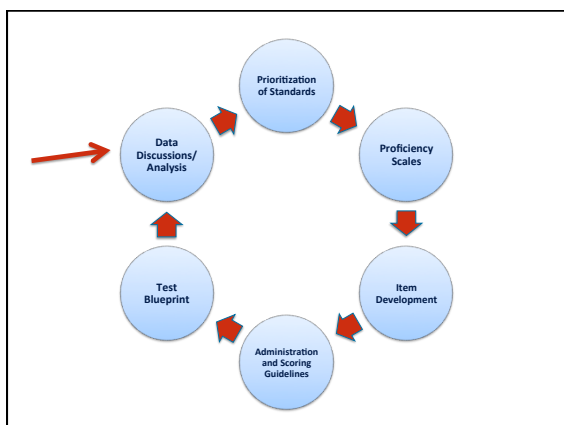 Prioritization
of Standards
Proficiency
Scales
Item
Development
Administration
and Scoring
Guidelines
Test
Blueprint
Data
Discussions/
Analysis